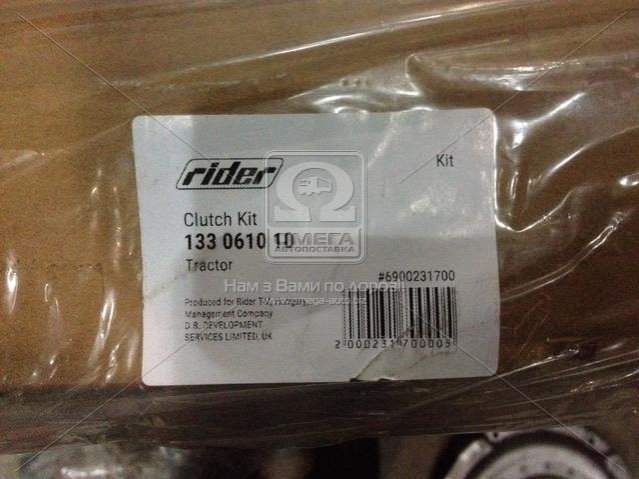 rider
Kit
Clutch Kit
133 0610 10
Tractor
#6900231700
Produced for Rider
Management Company
D.B. DEVELOPMENT
SERVICES LIMITED, UK
2000231700005
ОМЕГА
АВТОПОСТАВКА
Нам з Вами по дорозі!